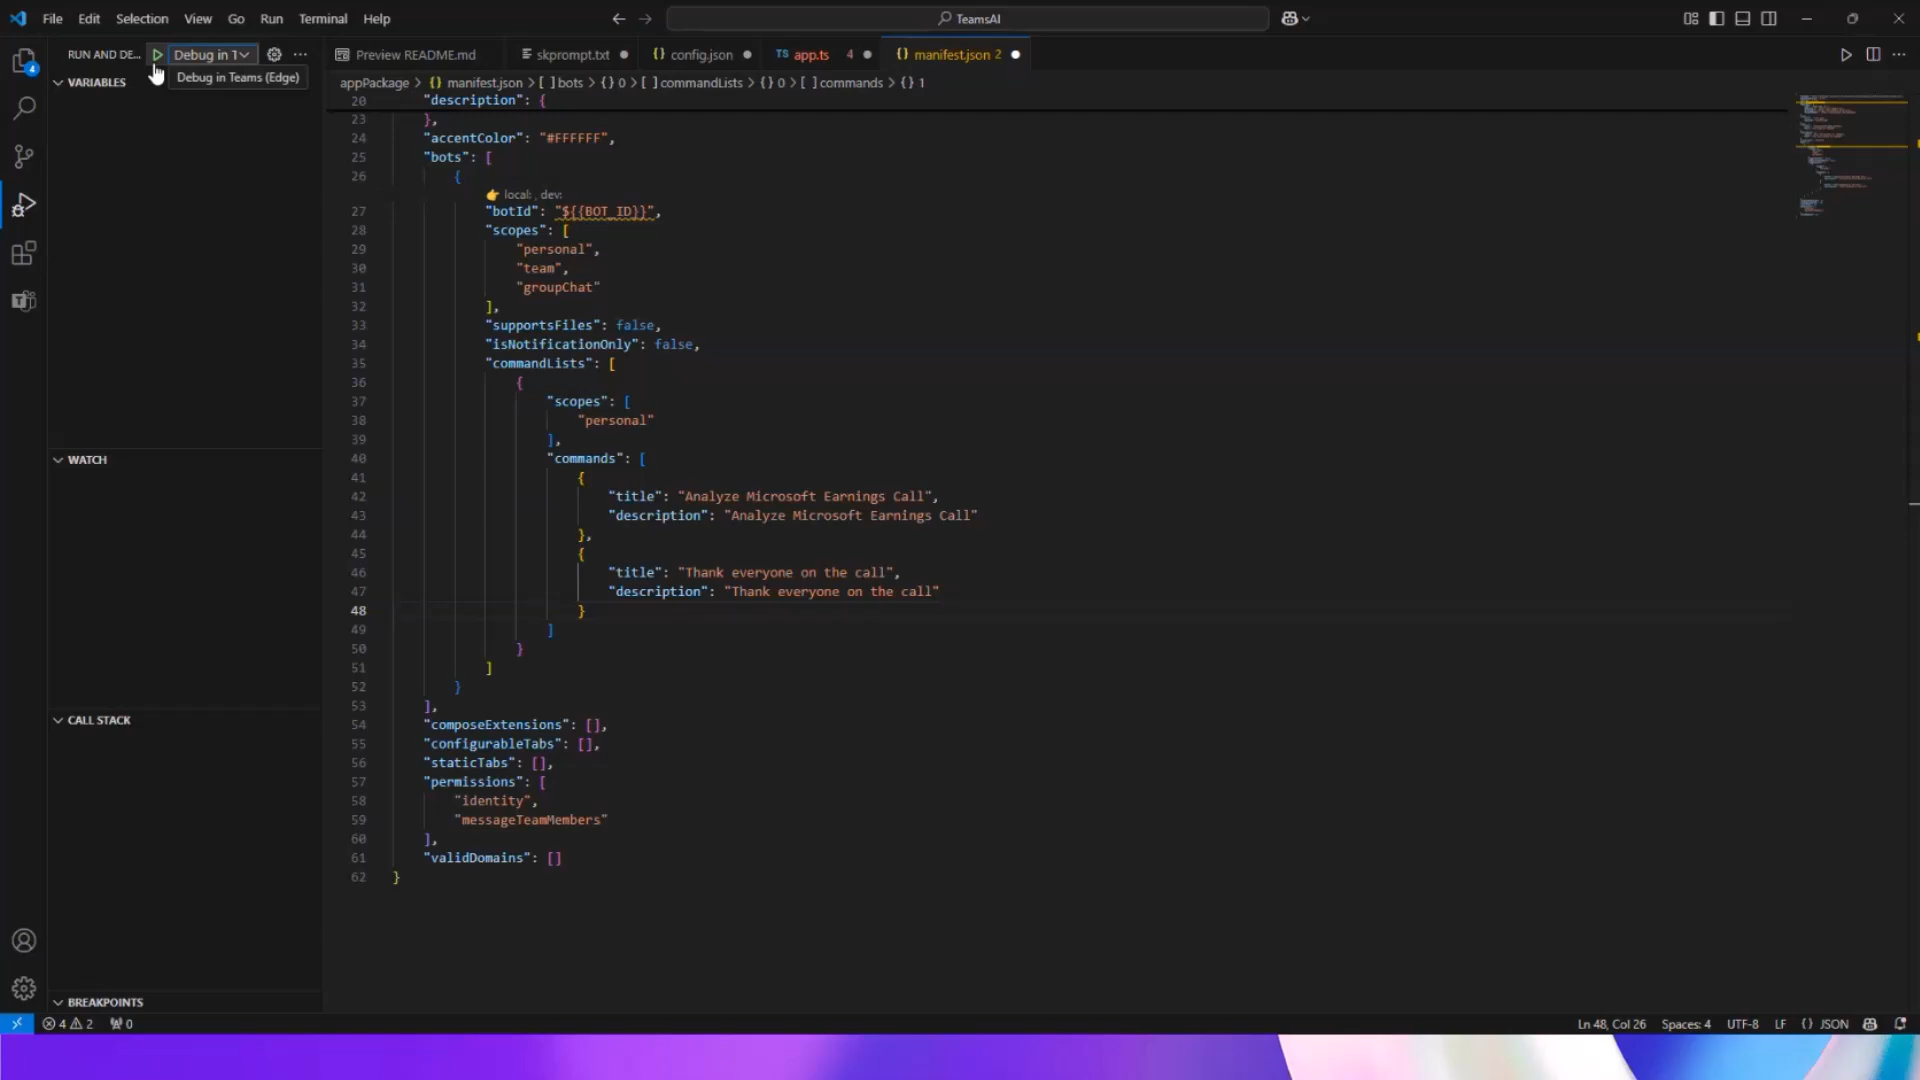 File Edit Selection View Go Run Terminal Help
TeamsAI
RUN AND DE...
Debug in 1
Debug in Teams (Edge)
4
Preview README.md
skprompt.txt
{} config.json
TS app.ts 4
{} manifest.json 2
appPackage > {} manifest.json > [ ] bots > {} 0 > [ ] commandLists > {} 0 > [ ] commands > {} 1
VARIABLES
WATCH
CALL STACK
BREAKPOINTS
20 "description": {
23 },
24 "accentColor": "#FFFFFF",
25 "bots": [
26 {
👉 local: , dev:
27 "botId": "${{BOT_ID}}",
28 "scopes": [
29 "personal",
30 "team",
31 "groupChat"
32 ],
33 "supportsFiles": false,
34 "isNotificationOnly": false,
35 "commandLists": [
36 {
37 "scopes": [
38 "personal"
39 ],
40 "commands": [
41 {
42 "title": "Analyze Microsoft Earnings Call",
43 "description": "Analyze Microsoft Earnings Call"
44 },
45 {
46 "title": "Thank everyone on the call",
47 "description": "Thank everyone on the call"
48 }
49 ]
50 }
51 ]
52 }
53 ],
54 "composeExtensions": [],
55 "configurableTabs": [],
56 "staticTabs": [],
57 "permissions": [
58 "identity",
59 "messageTeamMembers"
60 ],
61 "validDomains": []
62 }
4 2 0
Ln 48, Col 26 Spaces: 4 UTF-8 LF {} JSON